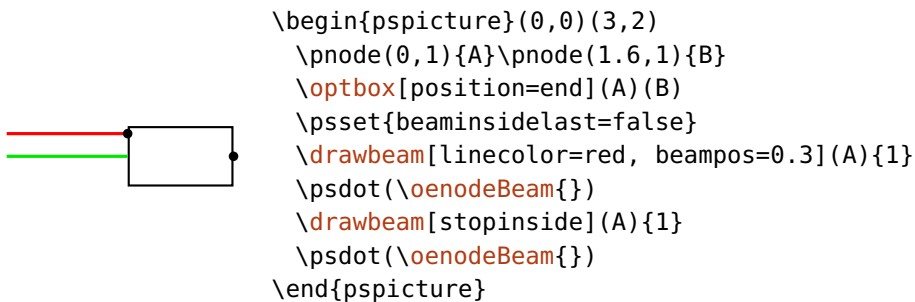 \begin{pspicture}(0,0)(3,2)
\pnode(0,1){A}\pnode(1.6,1){B}
\optbox[position=end](A)(B)
\psset{beaminsidelast=false}
\drawbeam[linecolor=red, beampos=0.3](A){1}
\psdot(\oenodeBeam{})
\drawbeam[stopinside](A){1}
\psdot(\oenodeBeam{})
\end{pspicture}